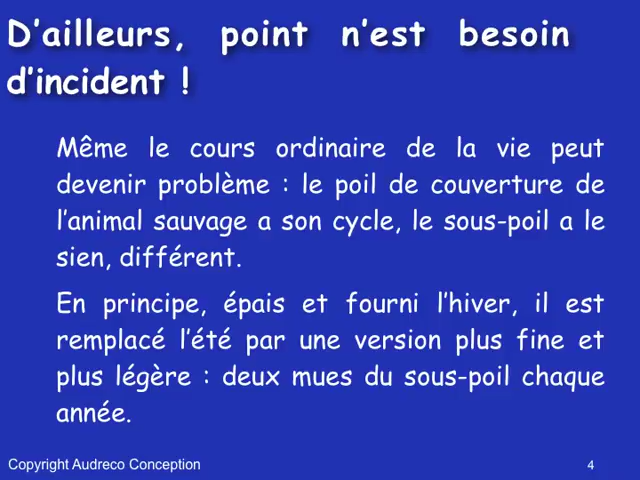 D’ailleurs, point n’est besoin
d’incident !
Même le cours ordinaire de la vie peut
devenir problème : le poil de couverture de
l’animal sauvage a son cycle, le sous-poil a le
sien, différent.
En principe, épais et fourni l’hiver, il est
remplacé l’été par une version plus fine et
plus légère : deux mues du sous-poil chaque
année.
Copyright Audreco Conception
4